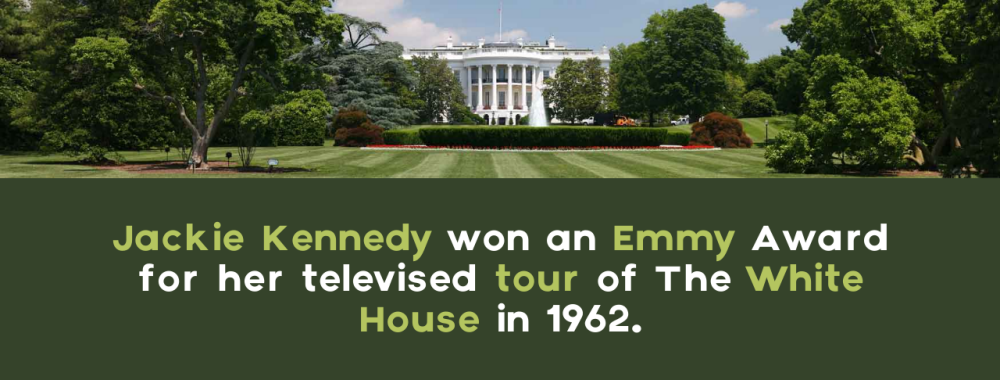 Jackie Kennedy won an Emmy Award
for her televised tour of The White
House in 1962.